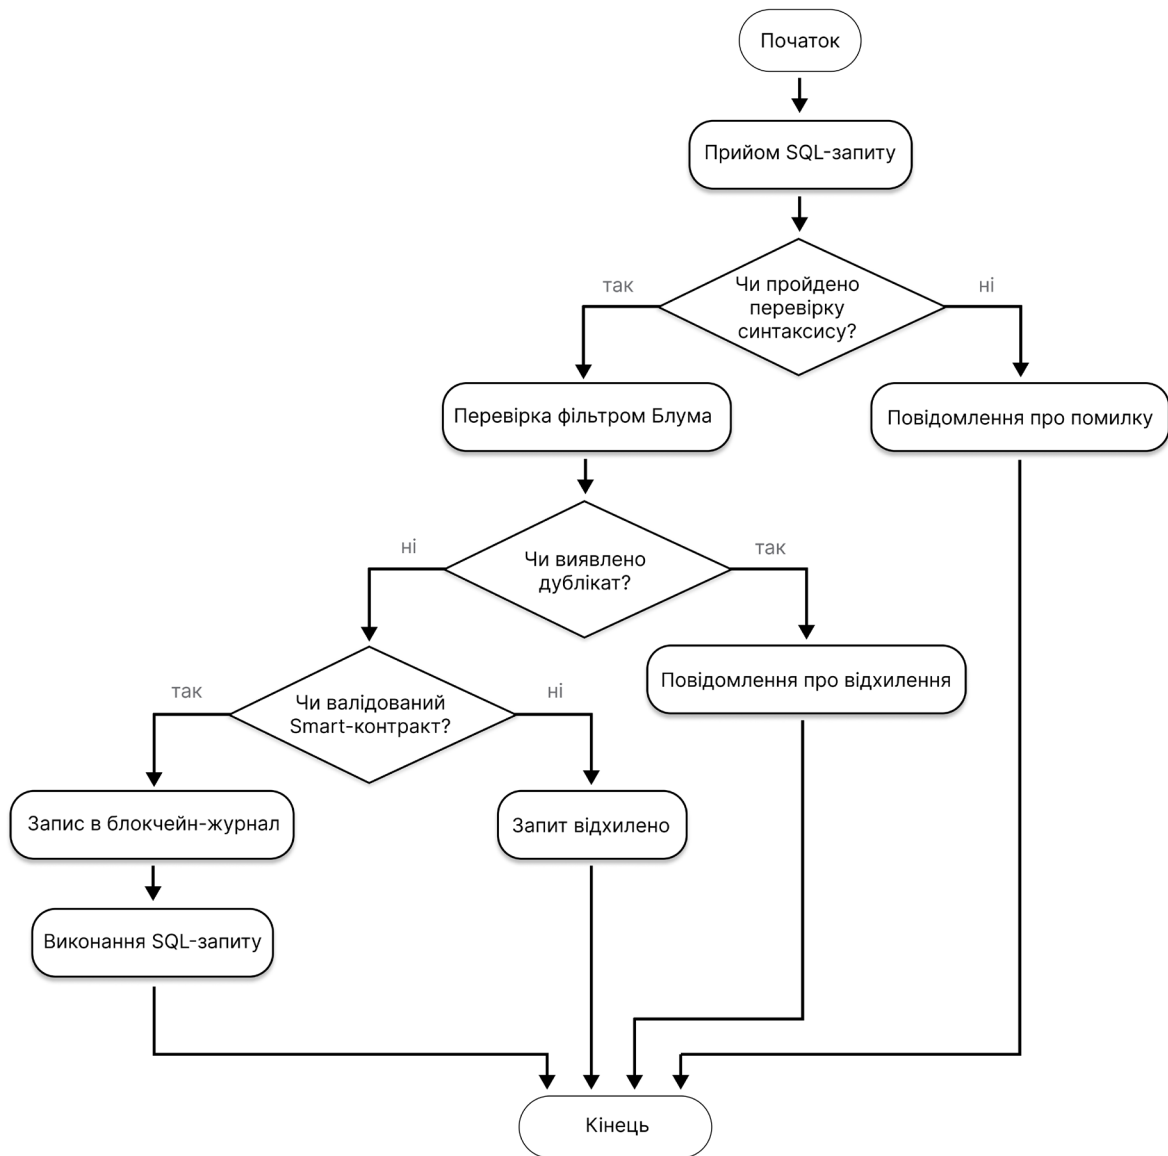 Початок
Прийом SQL-запиту
Чи пройдено
перевірку
синтаксису?
так
ні
Перевірка фільтром Блума
Повідомлення про помилку
Чи виявлено
дублікат?
ні
так
Чи валідований
Smart-контракт?
так
ні
Повідомлення про відхилення
Запис в блокчейн-журнал
Запит відхилено
Виконання SQL-запиту
Кінець